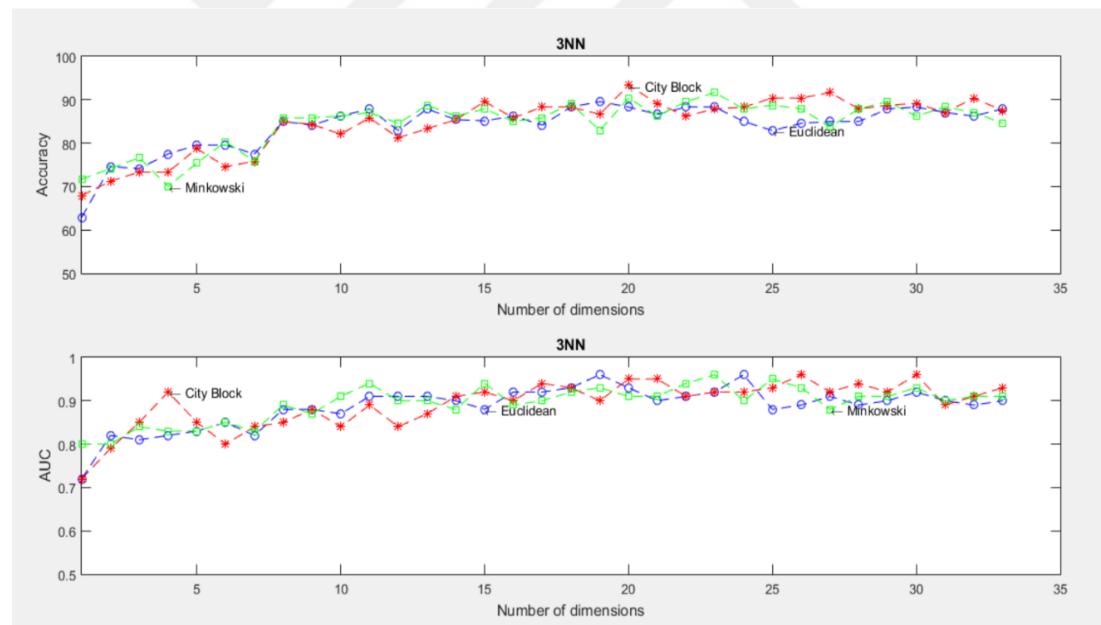 3NN
100
90
80
70
60
50
Accuracy
City Block
Euclidean
Minkowski
5 10 15 20 25 30 35
Number of dimensions
3NN
1
0.9
0.8
0.7
0.6
0.5
AUC
City Block
Euclidean
Minkowski
5 10 15 20 25 30 35
Number of dimensions